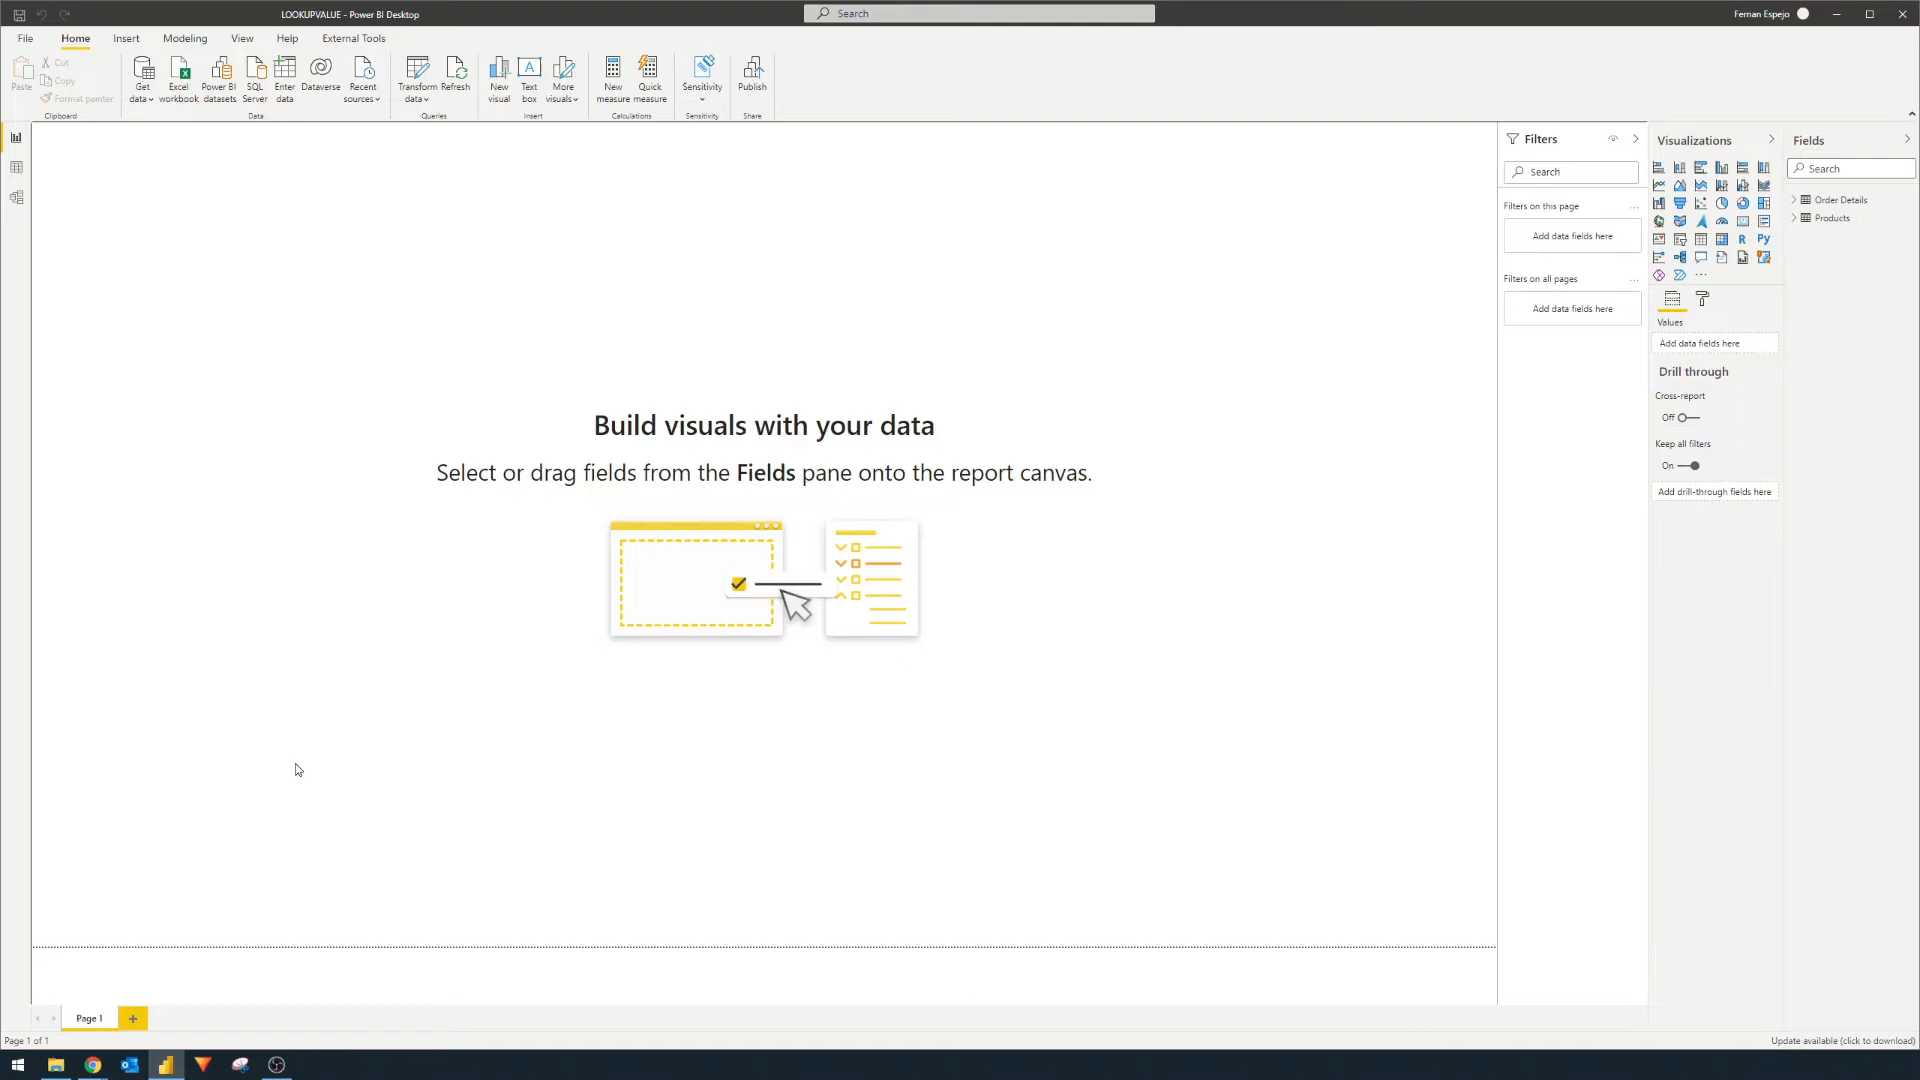 LOOKUPVALUE - Power BI Desktop
Search
Fernan Espejo
File
Home
Insert
Modeling
View
Help
External Tools
Paste
Cut
Copy
Format painter
Clipboard
Get data
Excel workbook
Power BI datasets
SQL Server
Enter data
Dataverse
Recent sources
Data
Transform data
Refresh
Queries
New visual
Text box
More visuals
Insert
New measure
Quick measure
Calculations
Sensitivity
Sensitivity
Publish
Share
Build visuals with your data
Select or drag fields from the Fields pane onto the report canvas.
Filters
Search
Filters on this page
...
Add data fields here
Filters on all pages
...
Add data fields here
Visualizations
R
Py
...
Values
Add data fields here
Drill through
Cross-report
Off
Keep all filters
On
Add drill-through fields here
Fields
Search
Order Details
Products
Page 1
+
Page 1 of 1
Update available (click to download)